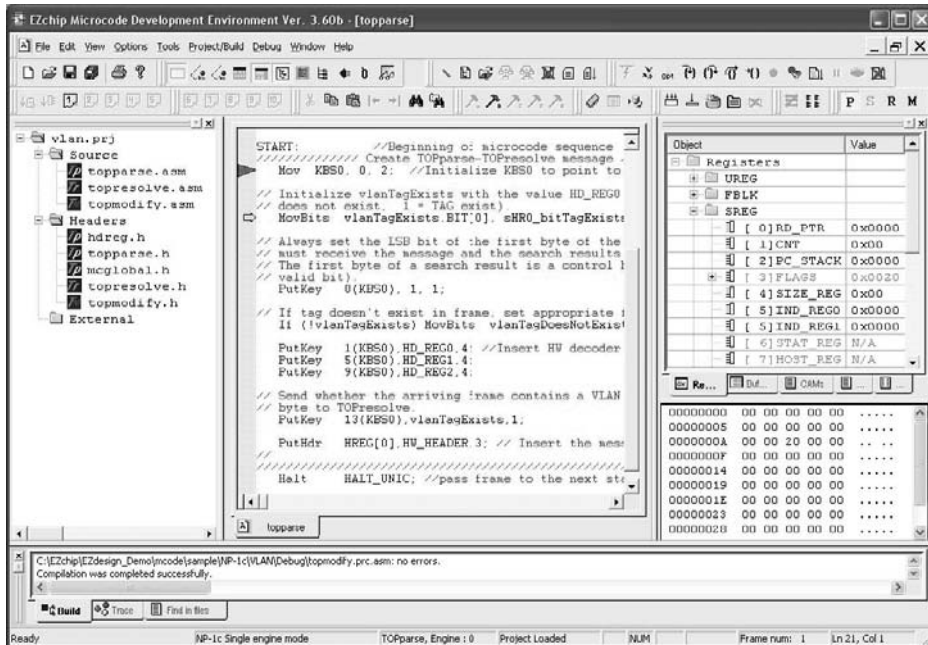 EZchip Microcode Development Environment Ver. 3.60b - [topparse]
File Edit View Options Tools Project/Build Debug Window Help
P S R M
vlan.prj
Source
topparse.asm
topresolve.asm
topmodify.asm
Headers
hdreg.h
topparse.h
mcglobal.h
topresolve.h
topmodify.h
External
START: //Beginning of microcode sequence
////////////// Create TOPparse-TOPresolve message
Mov KBS0, 0, 2; //Initialize KBS0 to point to
// Initialize vlanTagExists with the value HD_REG0
// does not exist, 1 = TAG exist)
MovBits vlanTagExists.BIT[0], sHR0_bitTagExists
// Always set the LSB bit of the first byte of the
// must receive the message and the search results
// The first byte of a search result is a control
// valid bit).
PutKey 0(KBS0), 1, 1;
// If tag doesn't exist in frame, set appropriate
If (!vlanTagExists) MovBits vlanTagDoesNotExist
PutKey 1(KBS0),HD_REG0,4; //Insert HW decoder
PutKey 5(KBS0),HD_REG1,4;
PutKey 9(KBS0),HD_REG2,4;
// Send whether the arriving frame contains a VLAN
// byte to TOPresolve.
PutKey 13(KBS0),vlanTagExists,1;
PutHdr HREG[0],HW_HEADER,3; // Insert the mess
//
Halt HALT_UNIC; //pass frame to the next sta
topparse
Object Value
Registers
UREG
FBLK
SREG
[ 0]RD_PTR 0x0000
[ 1]CNT 0x00
[ 2]PC_STACK 0x0000
[ 3]FLAGS 0x0020
[ 4]SIZE_REG 0x00
[ 5]IND_REG0 0x0000
[ 5]IND_REG1 0x0000
[ 6]STAT_REG N/A
[ 7]HOST_REG N/A
Re... Buf... CAMs ... ...
00000000 00 00 00 00 00 .....
00000005 00 00 00 00 00 .....
0000000A 00 00 20 00 00 .. ..
0000000F 00 00 00 00 00 .....
00000014 00 00 00 00 00 .....
00000019 00 00 00 00 00 .....
0000001E 00 00 00 00 00 .....
00000023 00 00 00 00 00 .....
00000028 00 00 00 00 00 .....
C:\EZchip\EZdesign_Demo\mcode\sample\NP-1c\VLAN\Debug\topmodify.prc.asm: no errors.
Compilation was completed successfully.
Build Trace Find in files
Ready NP-1c Single engine mode TOPparse, Engine : 0 Project Loaded NUM Frame num: 1 Ln 21, Col 1